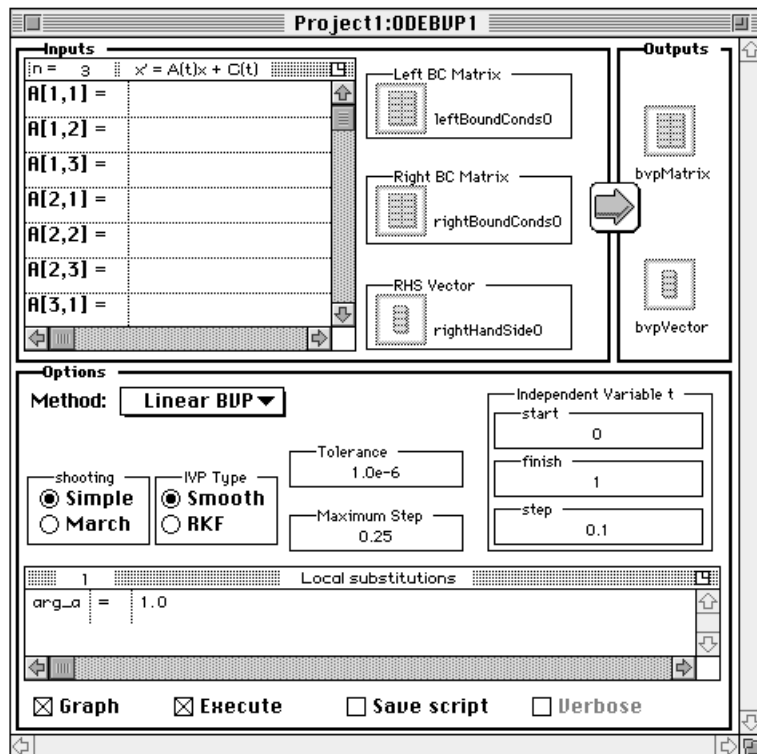 Project1:ODEBVP1
Inputs
n = 3 x' = A(t)x + C(t)
A[1,1] =
A[1,2] =
A[1,3] =
A[2,1] =
A[2,2] =
A[2,3] =
A[3,1] =
Left BC Matrix
leftBoundCondsO
Right BC Matrix
rightBoundCondsO
RHS Vector
rightHandSideO
Outputs
bvpMatrix
bvpVector
Options
Method: Linear BVP
shooting
Simple
March
IVP Type
Smooth
RKF
Tolerance
1.0e-6
Maximum Step
0.25
Independent Variable t
start
0
finish
1
step
0.1
1 Local substitutions
arg_a = 1.0
Graph
Execute
Save script
Verbose